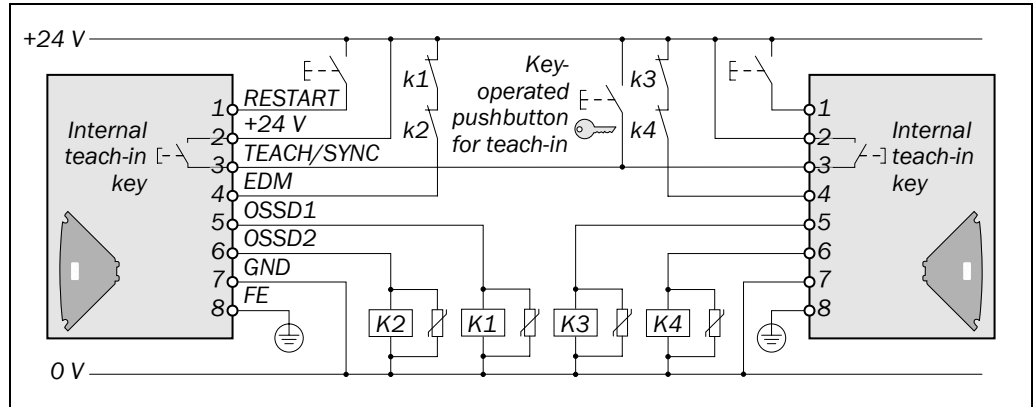 +24 V
Internal
teach-in
key
1 RESTART
2 +24 V
3 TEACH/SYNC
4 EDM
5 OSSD1
6 OSSD2
7 GND
8 FE
k1
k2
Key-
operated
pushbutton
for teach-in
k3
k4
K2
K1
K3
K4
1
2
3
4
5
6
7
8
Internal
teach-in
key
0 V